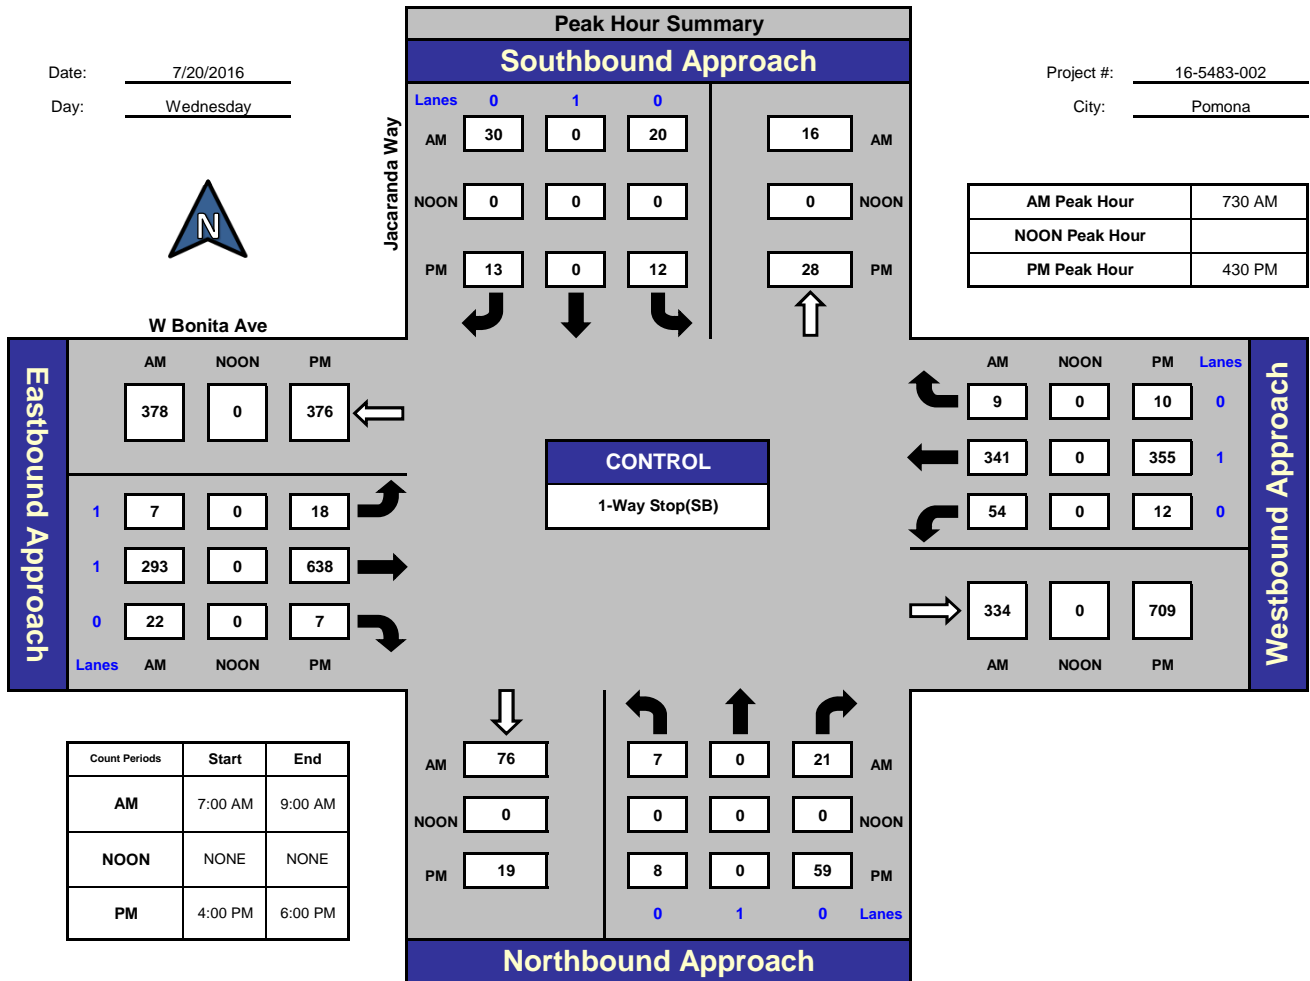 Peak Hour Summary
Southbound Approach
Date: 7/20/2016
Day: Wednesday
Project #: 16-5483-002
City: Pomona
Jacaranda Way
Lanes 0 1 0
AM 30 0 20 16 AM
NOON 0 0 0 0 NOON
PM 13 0 12 28 PM
N
AM Peak Hour 730 AM
NOON Peak Hour
PM Peak Hour 430 PM
W Bonita Ave
Eastbound Approach
AM NOON PM
378 0 376
1 7 0 18
1 293 0 638
0 22 0 7
Lanes AM NOON PM
CONTROL
1-Way Stop(SB)
AM NOON PM Lanes
9 0 10 0
341 0 355 1
54 0 12 0
334 0 709
AM NOON PM
Westbound Approach
Count Periods Start End
AM 7:00 AM 9:00 AM
NOON NONE NONE
PM 4:00 PM 6:00 PM
AM 76 7 0 21 AM
NOON 0 0 0 0 NOON
PM 19 8 0 59 PM
0 1 0 Lanes
Northbound Approach